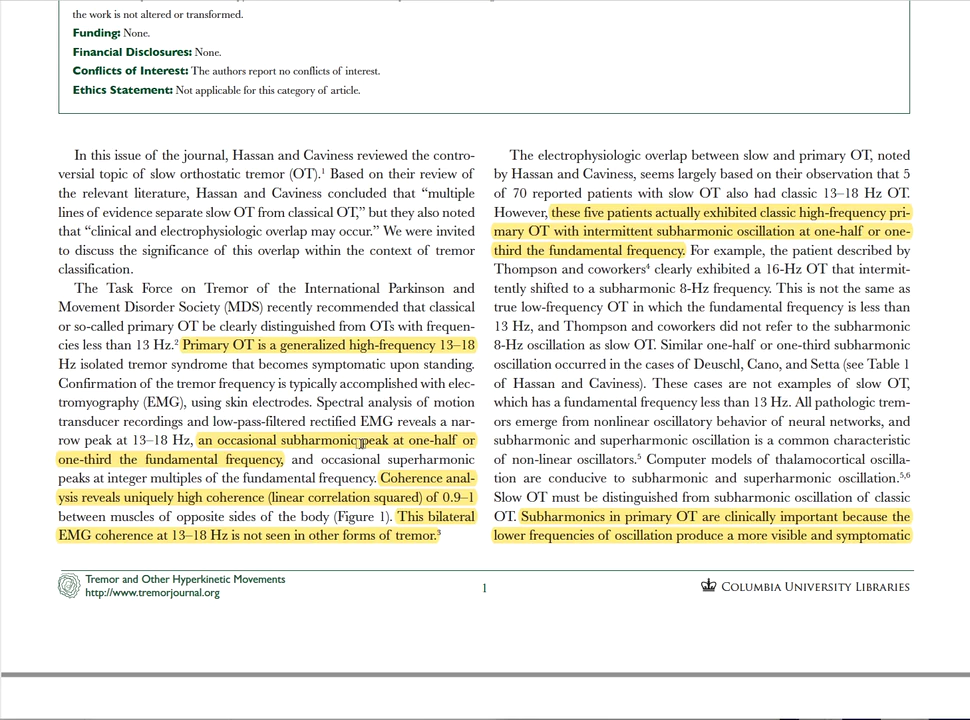 the work is not altered or transformed.
Funding: None.
Financial Disclosures: None.
Conflicts of Interest: The authors report no conflicts of interest.
Ethics Statement: Not applicable for this category of article.
In this issue of the journal, Hassan and Caviness reviewed the contro-
versial topic of slow orthostatic tremor (OT).1 Based on their review of
the relevant literature, Hassan and Caviness concluded that “multiple
lines of evidence separate slow OT from classical OT,” but they also noted
that “clinical and electrophysiologic overlap may occur.” We were invited
to discuss the significance of this overlap within the context of tremor
classification.
The Task Force on Tremor of the International Parkinson and
Movement Disorder Society (MDS) recently recommended that classical
or so-called primary OT be clearly distinguished from OTs with frequen-
cies less than 13 Hz.2 Primary OT is a generalized high-frequency 13–18
Hz isolated tremor syndrome that becomes symptomatic upon standing.
Confirmation of the tremor frequency is typically accomplished with elec-
tromyography (EMG), using skin electrodes. Spectral analysis of motion
transducer recordings and low-pass-filtered rectified EMG reveals a nar-
row peak at 13–18 Hz, an occasional subharmonic peak at one-half or
one-third the fundamental frequency, and occasional superharmonic
peaks at integer multiples of the fundamental frequency. Coherence anal-
ysis reveals uniquely high coherence (linear correlation squared) of 0.9–1
between muscles of opposite sides of the body (Figure 1). This bilateral
EMG coherence at 13–18 Hz is not seen in other forms of tremor.3
The electrophysiologic overlap between slow and primary OT, noted
by Hassan and Caviness, seems largely based on their observation that 5
of 70 reported patients with slow OT also had classic 13–18 Hz OT.
However, these five patients actually exhibited classic high-frequency pri-
mary OT with intermittent subharmonic oscillation at one-half or one-
third the fundamental frequency. For example, the patient described by
Thompson and coworkers4 clearly exhibited a 16-Hz OT that intermit-
tently shifted to a subharmonic 8-Hz frequency. This is not the same as
true low-frequency OT in which the fundamental frequency is less than
13 Hz, and Thompson and coworkers did not refer to the subharmonic
8-Hz oscillation as slow OT. Similar one-half or one-third subharmonic
oscillation occurred in the cases of Deuschl, Cano, and Setta (see Table 1
of Hassan and Caviness). These cases are not examples of slow OT,
which has a fundamental frequency less than 13 Hz. All pathologic trem-
ors emerge from nonlinear oscillatory behavior of neural networks, and
subharmonic and superharmonic oscillation is a common characteristic
of non-linear oscillators.5 Computer models of thalamocortical oscilla-
tion are conducive to subharmonic and superharmonic oscillation.5,6
Slow OT must be distinguished from subharmonic oscillation of classic
OT. Subharmonics in primary OT are clinically important because the
lower frequencies of oscillation produce a more visible and symptomatic
Tremor and Other Hyperkinetic Movements
http://www.tremorjournal.org
1
COLUMBIA UNIVERSITY LIBRARIES